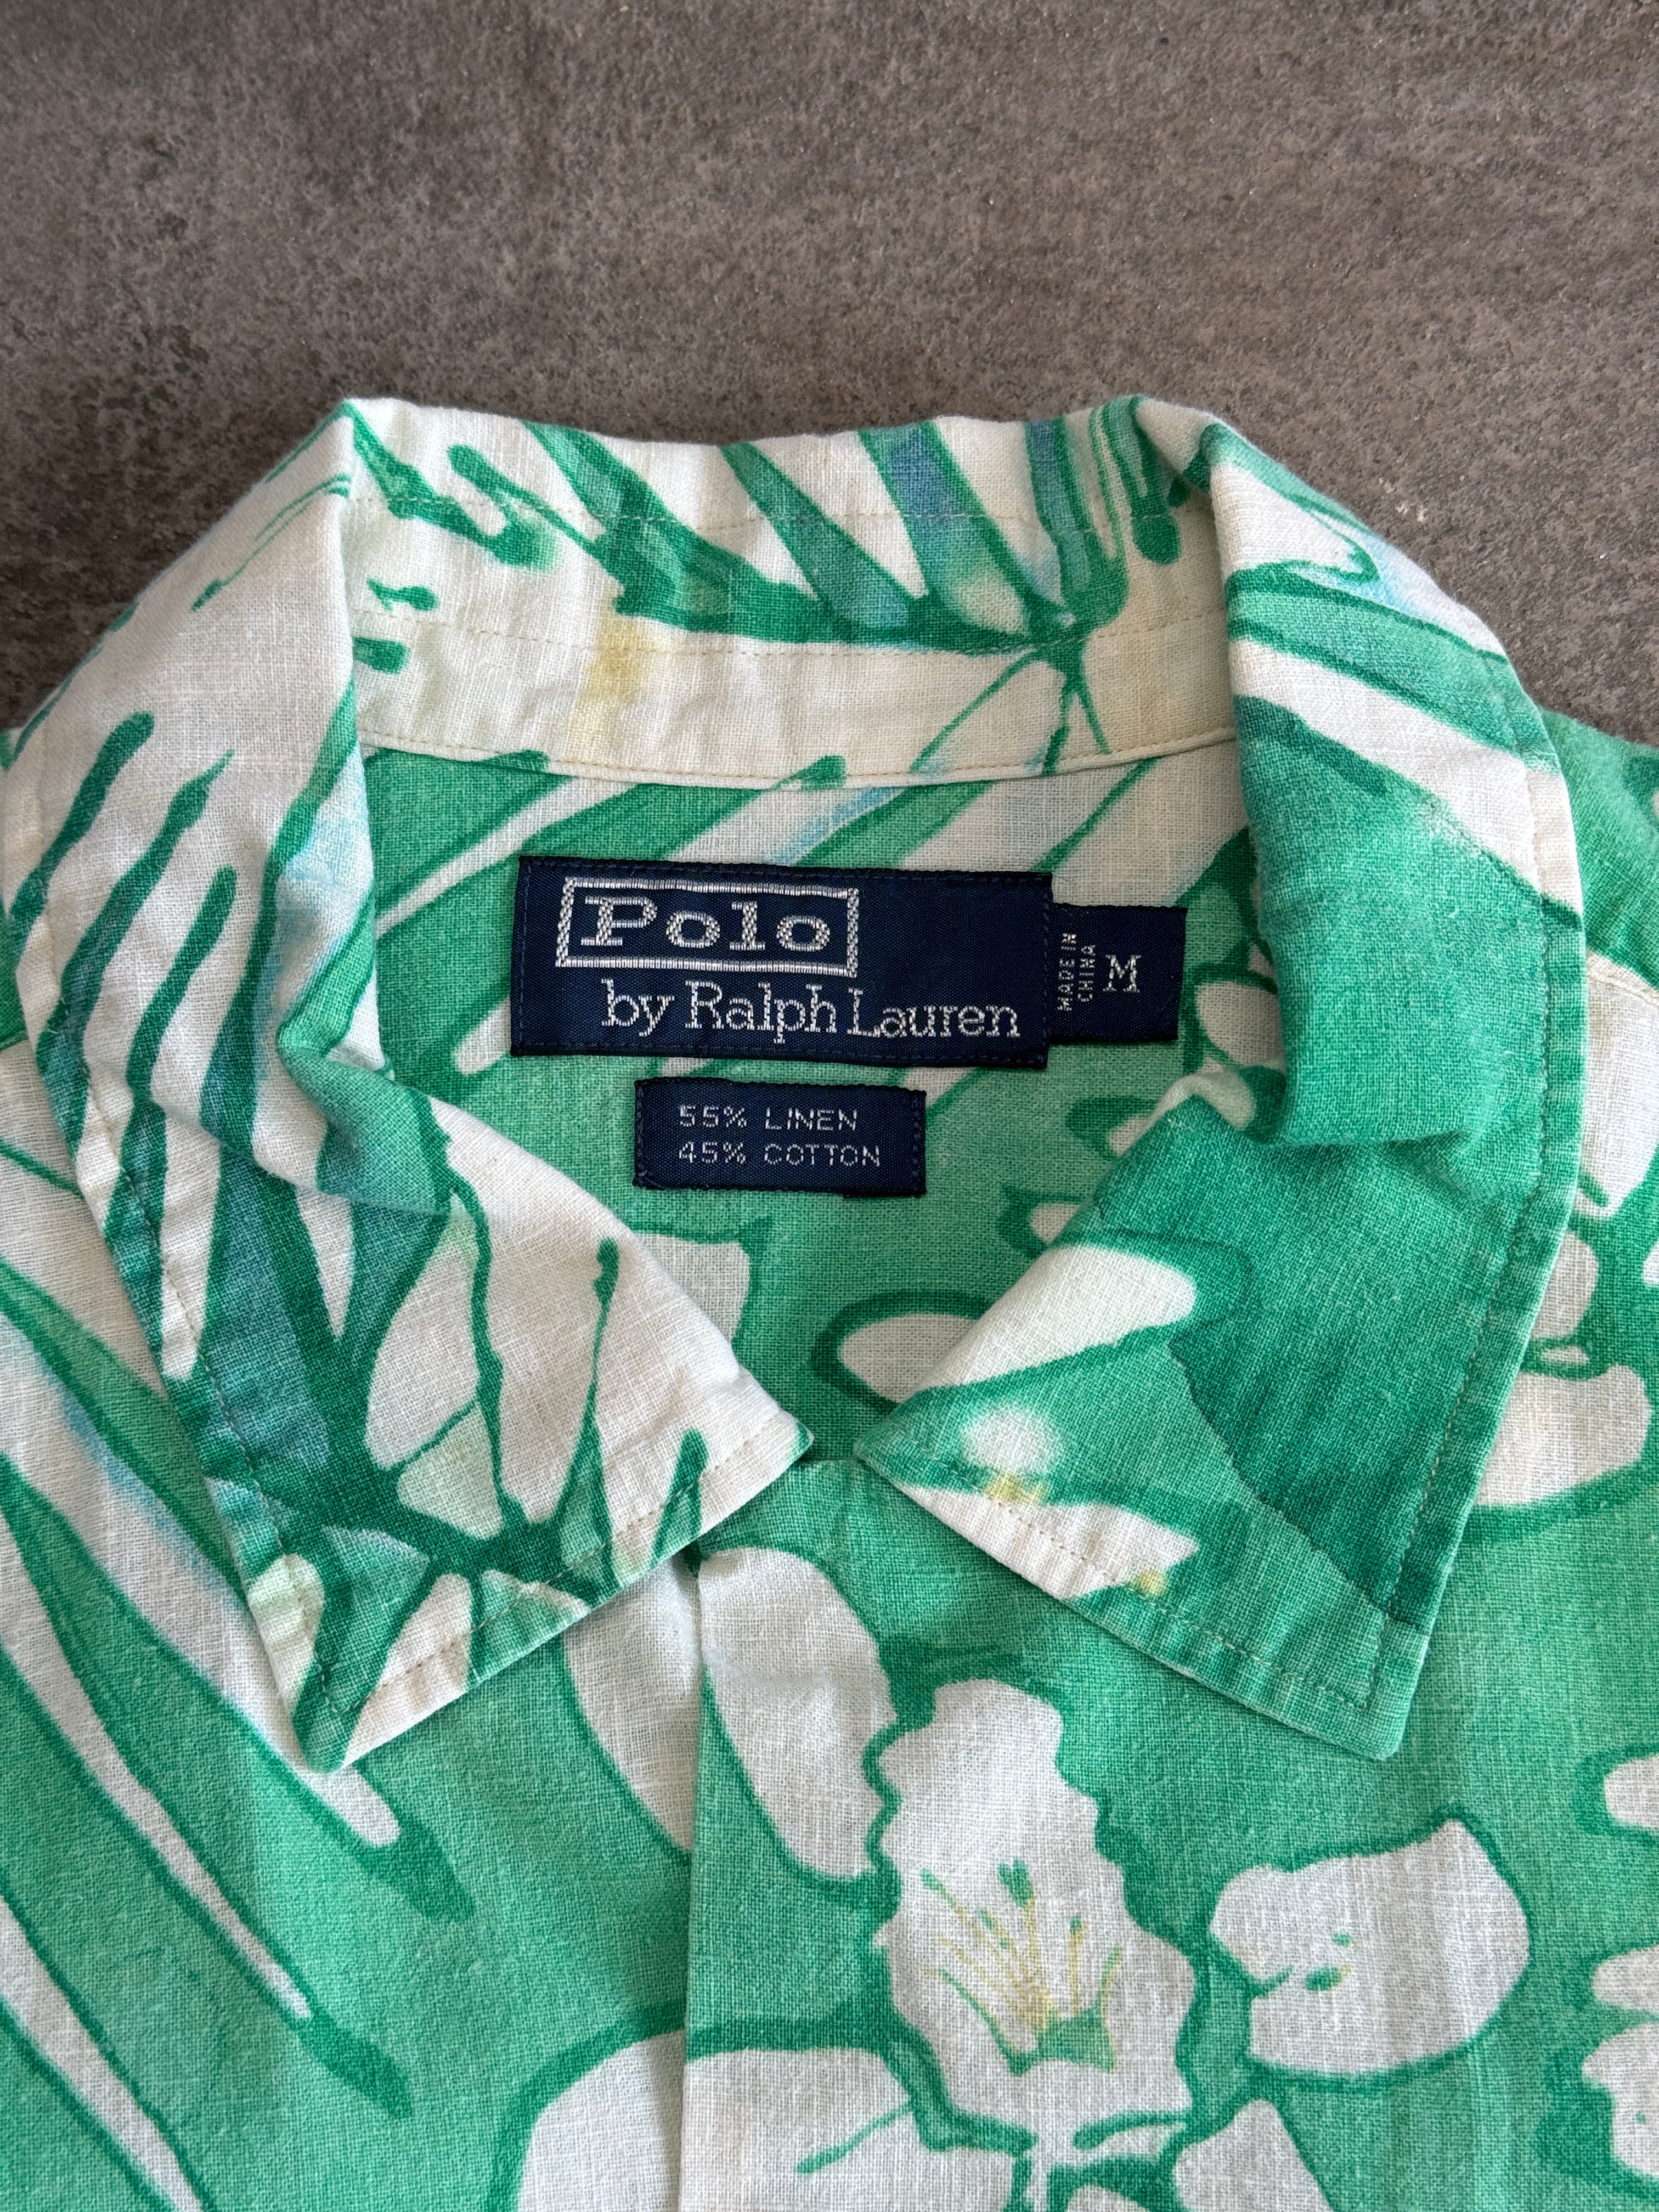 Polo
by Ralph Lauren
MADE IN
CHINA
M
55% LINEN
45% COTTON